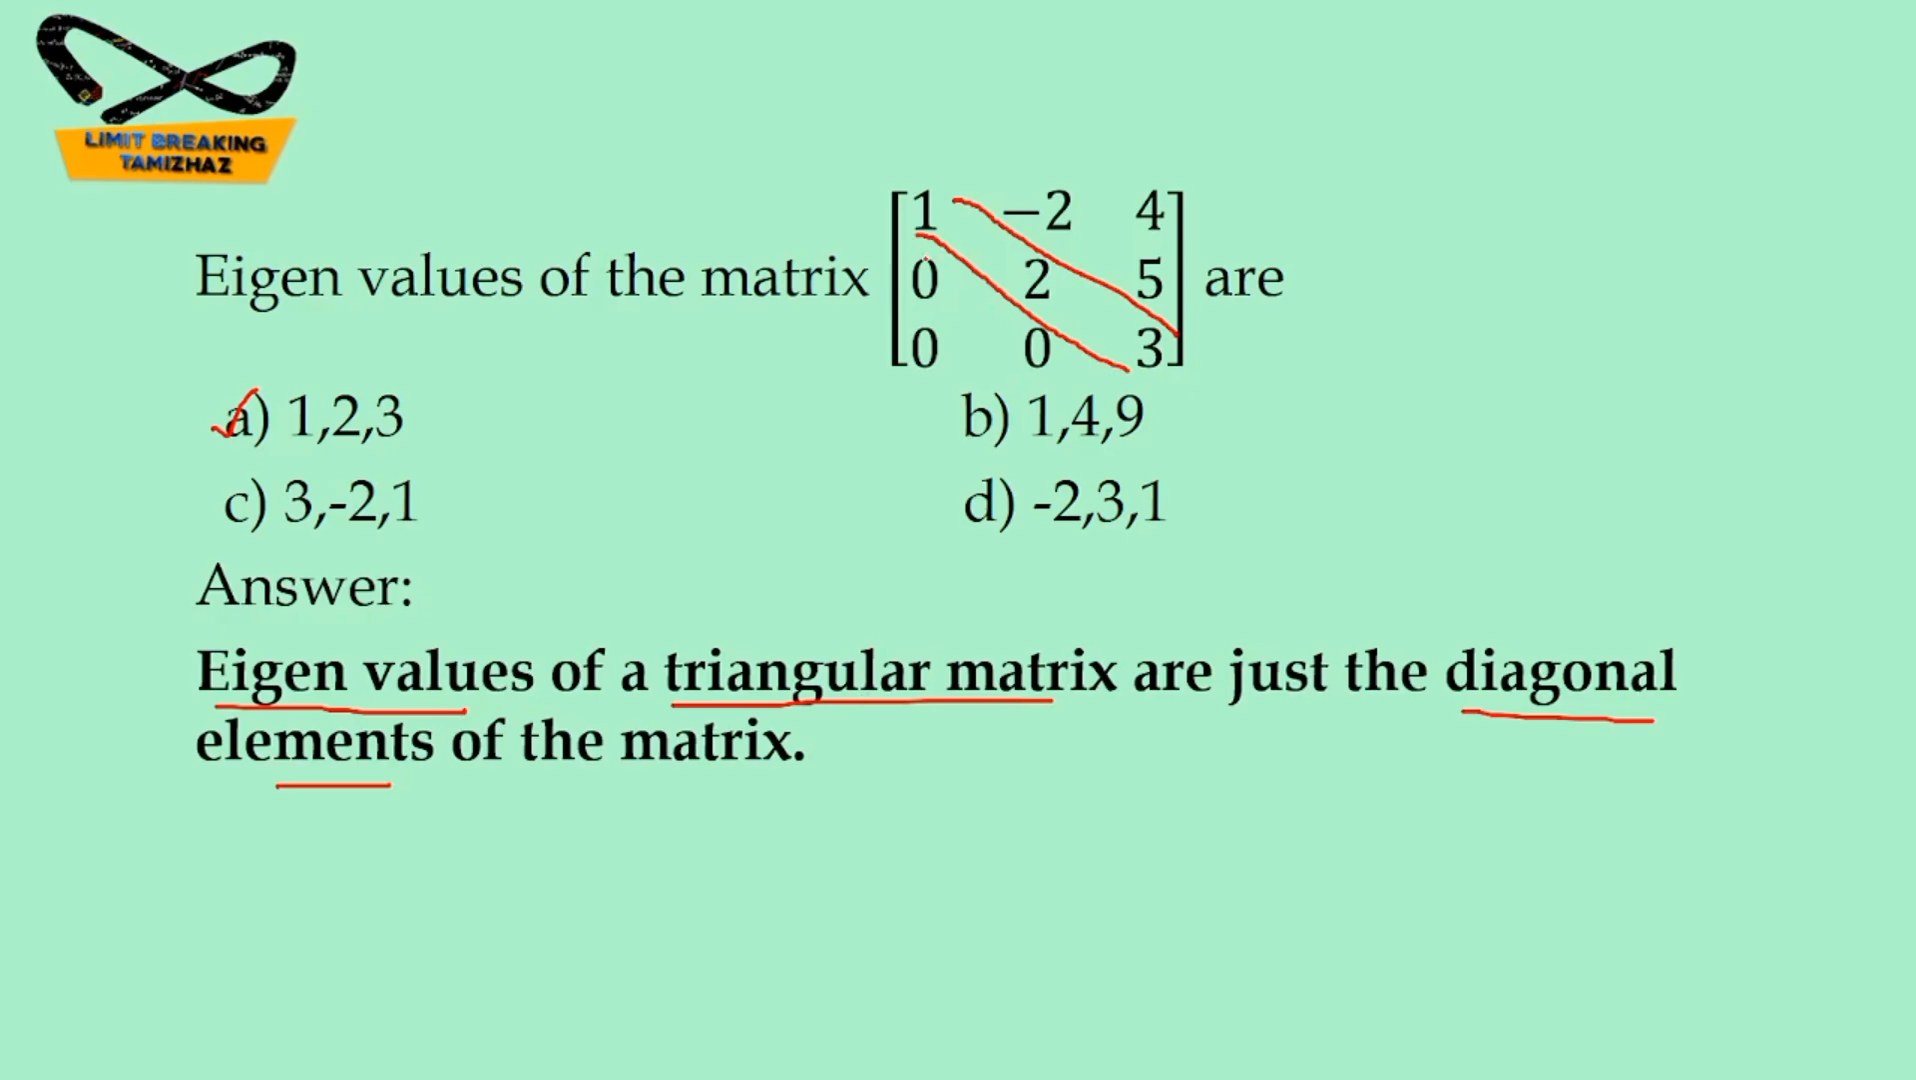 LIMIT BREAKING
TAMIZHAZ
Eigen values of the matrix [1 −2 4
0 2 5
0 0 3] are
a) 1,2,3 b) 1,4,9
c) 3,-2,1 d) -2,3,1
Answer:
Eigen values of a triangular matrix are just the diagonal
elements of the matrix.